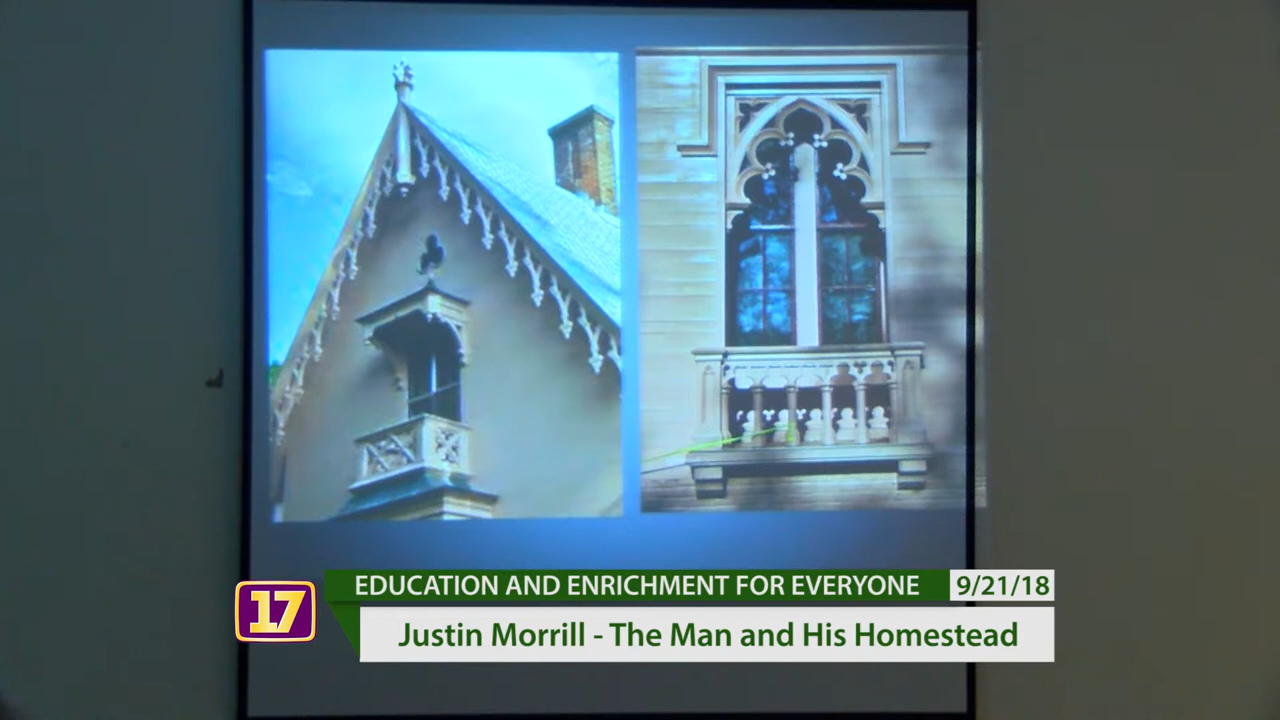 EDUCATION AND ENRICHMENT FOR EVERYONE 9/21/18
17
Justin Morrill - The Man and His Homestead